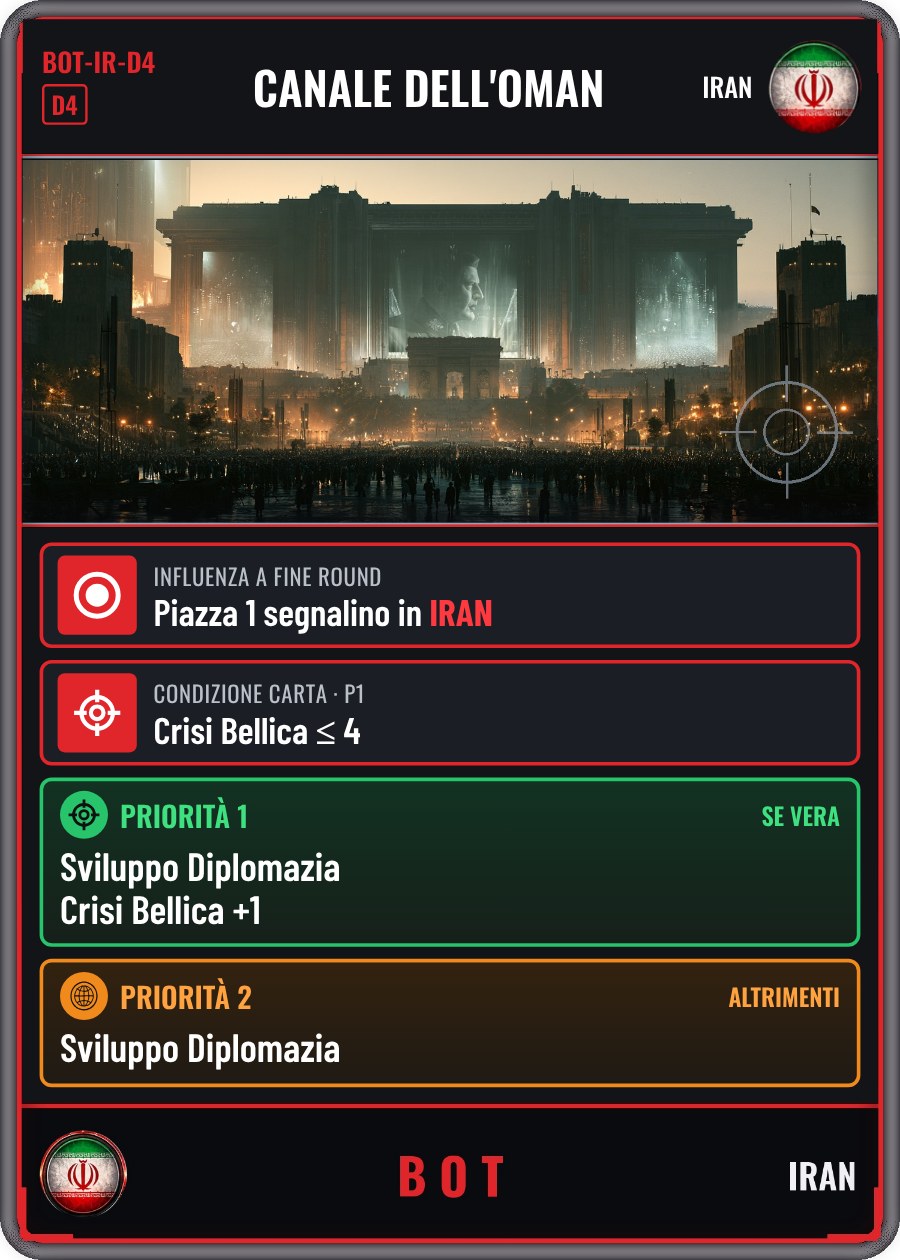 BOT-IR-D4
D4
CANALE DELL'OMAN
IRAN
INFLUENZA A FINE ROUND
Piazza 1 segnalino in IRAN
CONDIZIONE CARTA · P1
Crisi Bellica ≤ 4
PRIORITÀ 1
SE VERA
Sviluppo Diplomazia
Crisi Bellica +1
PRIORITÀ 2
ALTRIMENTI
Sviluppo Diplomazia
BOT
IRAN